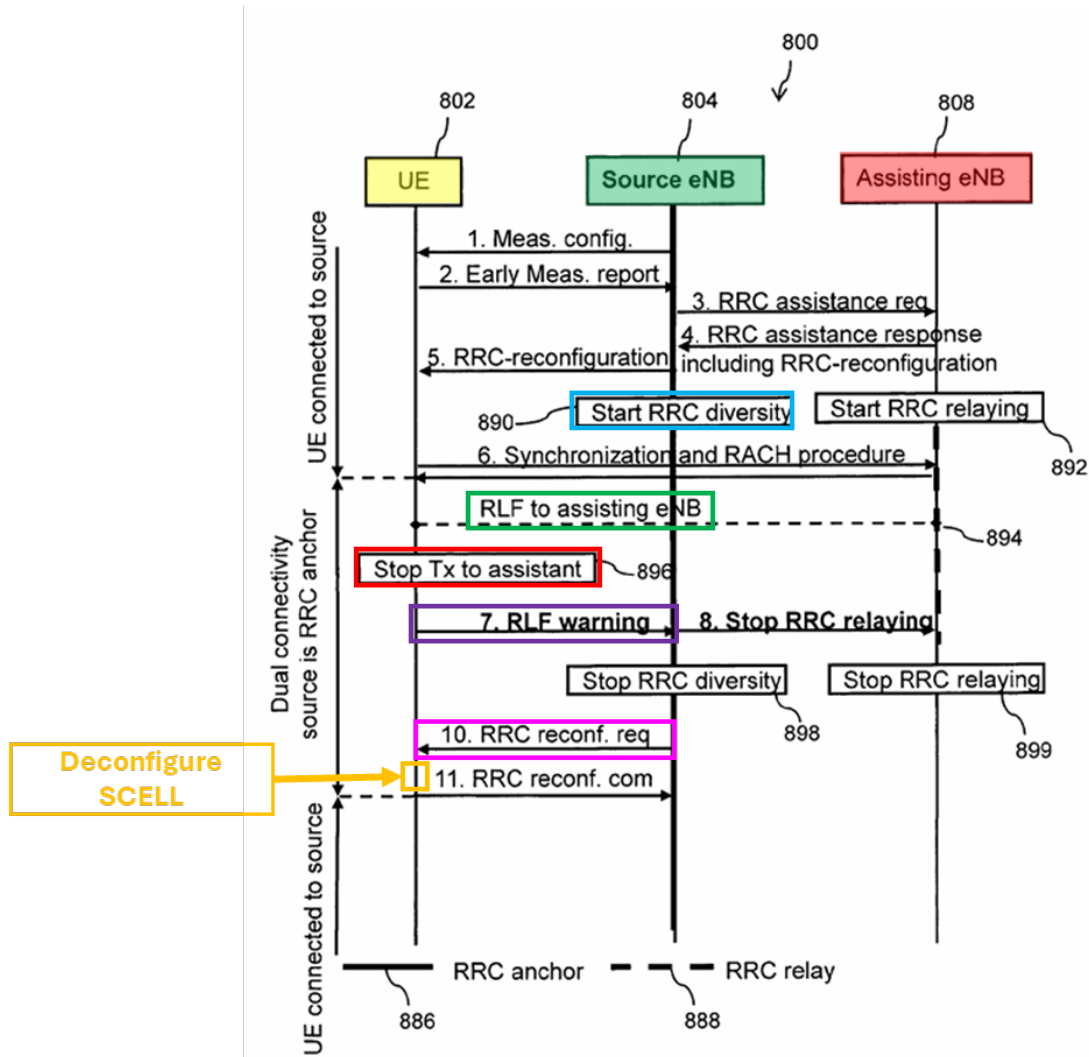 800
802
804
808
UE
Source eNB
Assisting eNB
UE connected to source
1. Meas. config.
2. Early Meas. report
3. RRC assistance req
4. RRC assistance response
5. RRC-reconfiguration
including RRC-reconfiguration
890
Start RRC diversity
Start RRC relaying
892
6. Synchronization and RACH procedure
RLF to assisting eNB
894
Dual connectivity
source is RRC anchor
Stop Tx to assistant
896
7. RLF warning
8. Stop RRC relaying
Stop RRC diversity
Stop RRC relaying
898
899
10. RRC reconf. req
Deconfigure
SCELL
11. RRC reconf. com
UE connected to source
RRC anchor
RRC relay
886
888